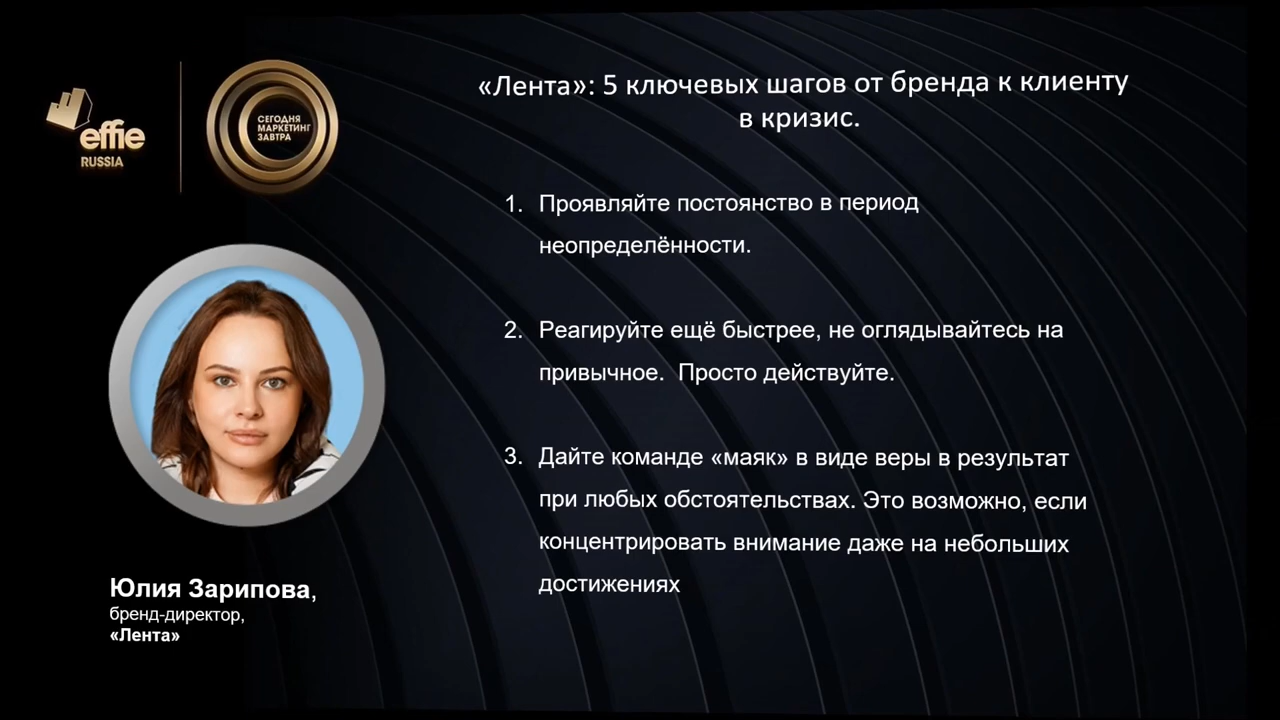 effie
RUSSIA
СЕГОДНЯ
МАРКЕТИНГ
ЗАВТРА
«Лента»: 5 ключевых шагов от бренда к клиенту
в кризис.
1. Проявляйте постоянство в период
неопределённости.
2. Реагируйте ещё быстрее, не оглядывайтесь на
привычное. Просто действуйте.
3. Дайте команде «маяк» в виде веры в результат
при любых обстоятельствах. Это возможно, если
концентрировать внимание даже на небольших
достижениях
Юлия Зарипова,
бренд-директор,
«Лента»